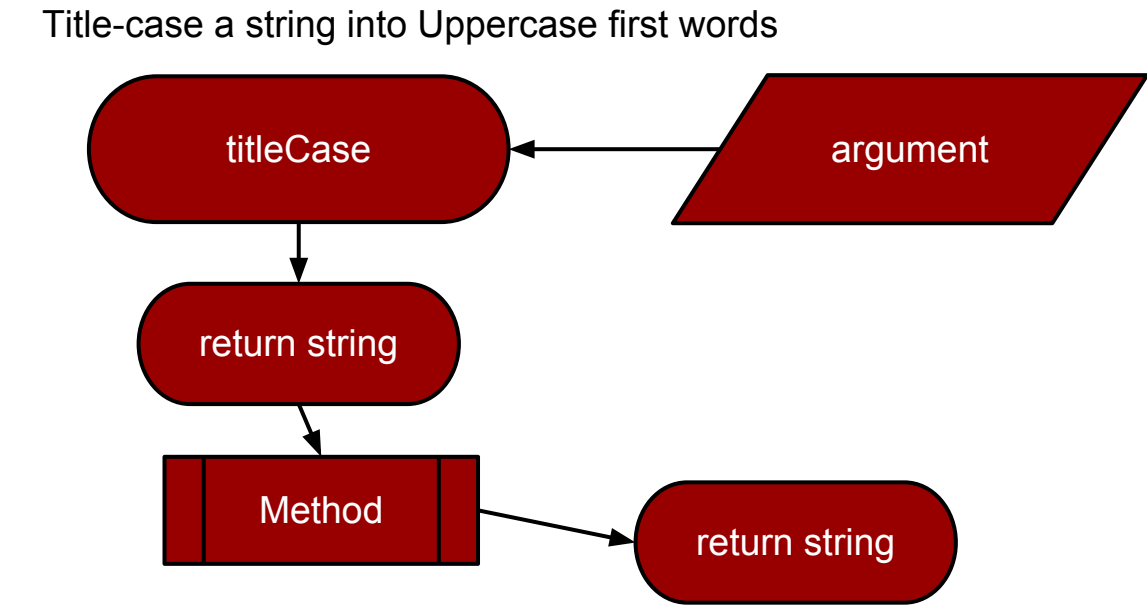 Title-case a string into Uppercase first words
titleCase
argument
return string
Method
return string